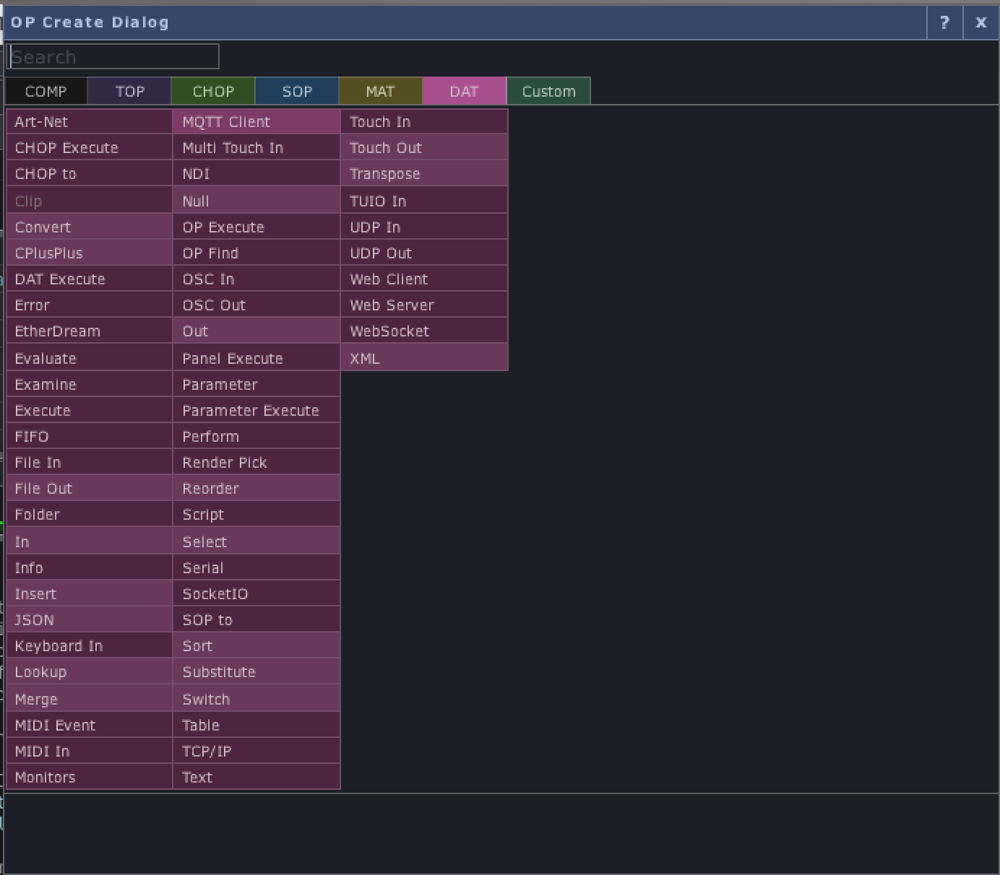 OP Create Dialog ? x
Search
COMP TOP CHOP SOP MAT DAT Custom
Art-Net MQTT Client Touch In
CHOP Execute Multi Touch In Touch Out
CHOP to NDI Transpose
Clip Null TUIO In
Convert OP Execute UDP In
CPlusPlus OP Find UDP Out
DAT Execute OSC In Web Client
Error OSC Out Web Server
EtherDream Out WebSocket
Evaluate Panel Execute XML
Examine Parameter
Execute Parameter Execute
FIFO Perform
File In Render Pick
File Out Reorder
Folder Script
In Select
Info Serial
Insert SocketIO
JSON SOP to
Keyboard In Sort
Lookup Substitute
Merge Switch
MIDI Event Table
MIDI In TCP/IP
Monitors Text